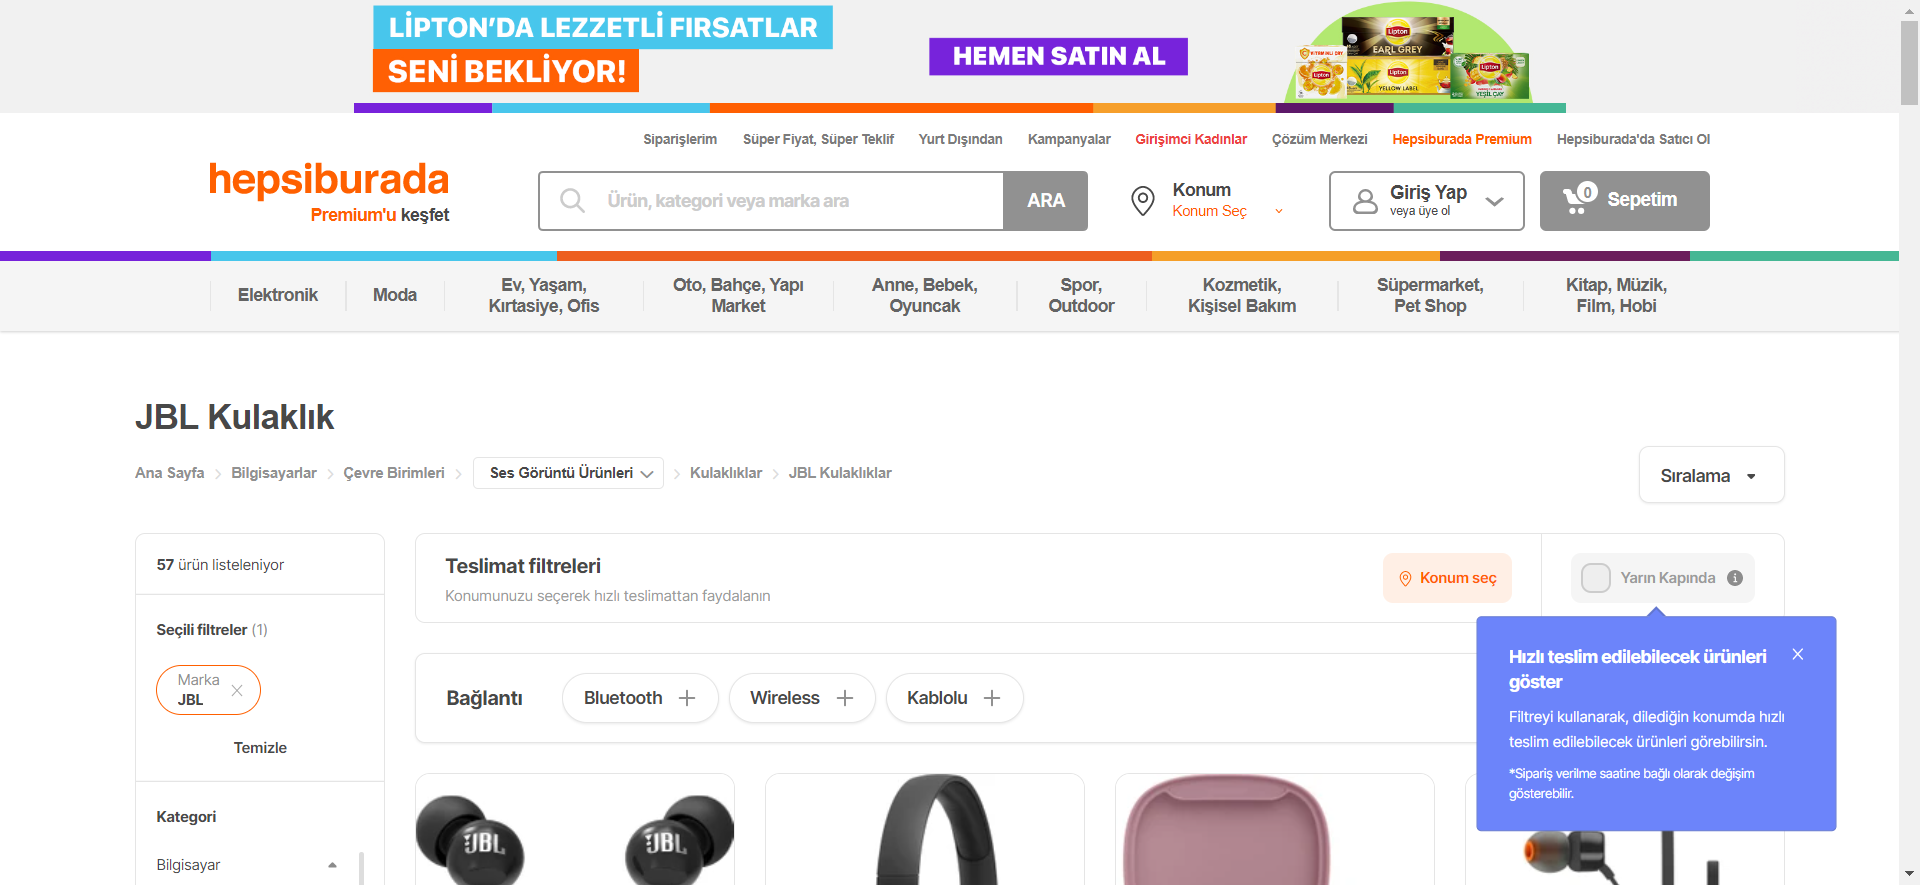 LİPTON'DA LEZZETLİ FIRSATLAR
SENİ BEKLİYOR!
HEMEN SATIN AL
Lipton
EARL GREY
Lipton
YELLOW LABEL
Lipton
Lipton
YEŞİL ÇAY
Siparişlerim
Süper Fiyat, Süper Teklif
Yurt Dışından
Kampanyalar
Girişimci Kadınlar
Çözüm Merkezi
Hepsiburada Premium
Hepsiburada'da Satıcı Ol
hepsiburada
Premium'u keşfet
Ürün, kategori veya marka ara
ARA
Konum
Konum Seç
Giriş Yap
veya üye ol
0
Sepetim
Elektronik
Moda
Ev, Yaşam,
Kırtasiye, Ofis
Oto, Bahçe, Yapı
Market
Anne, Bebek,
Oyuncak
Spor,
Outdoor
Kozmetik,
Kişisel Bakım
Süpermarket,
Pet Shop
Kitap, Müzik,
Film, Hobi
JBL Kulaklık
Ana Sayfa
Bilgisayarlar
Çevre Birimleri
Ses Görüntü Ürünleri
Kulaklıklar
JBL Kulaklıklar
Sıralama
57 ürün listeleniyor
Seçili filtreler (1)
Marka
JBL
Temizle
Kategori
Bilgisayar
Teslimat filtreleri
Konumunuzu seçerek hızlı teslimattan faydalanın
Konum seç
Yarın Kapında
Hızlı teslim edilebilecek ürünleri
göster
Filtreyi kullanarak, dilediğin konumda hızlı
teslim edilebilecek ürünleri görebilirsin.
*Sipariş verilme saatine bağlı olarak değişim
gösterebilir.
Bağlantı
Bluetooth
Wireless
Kablolu
JBL
JBL